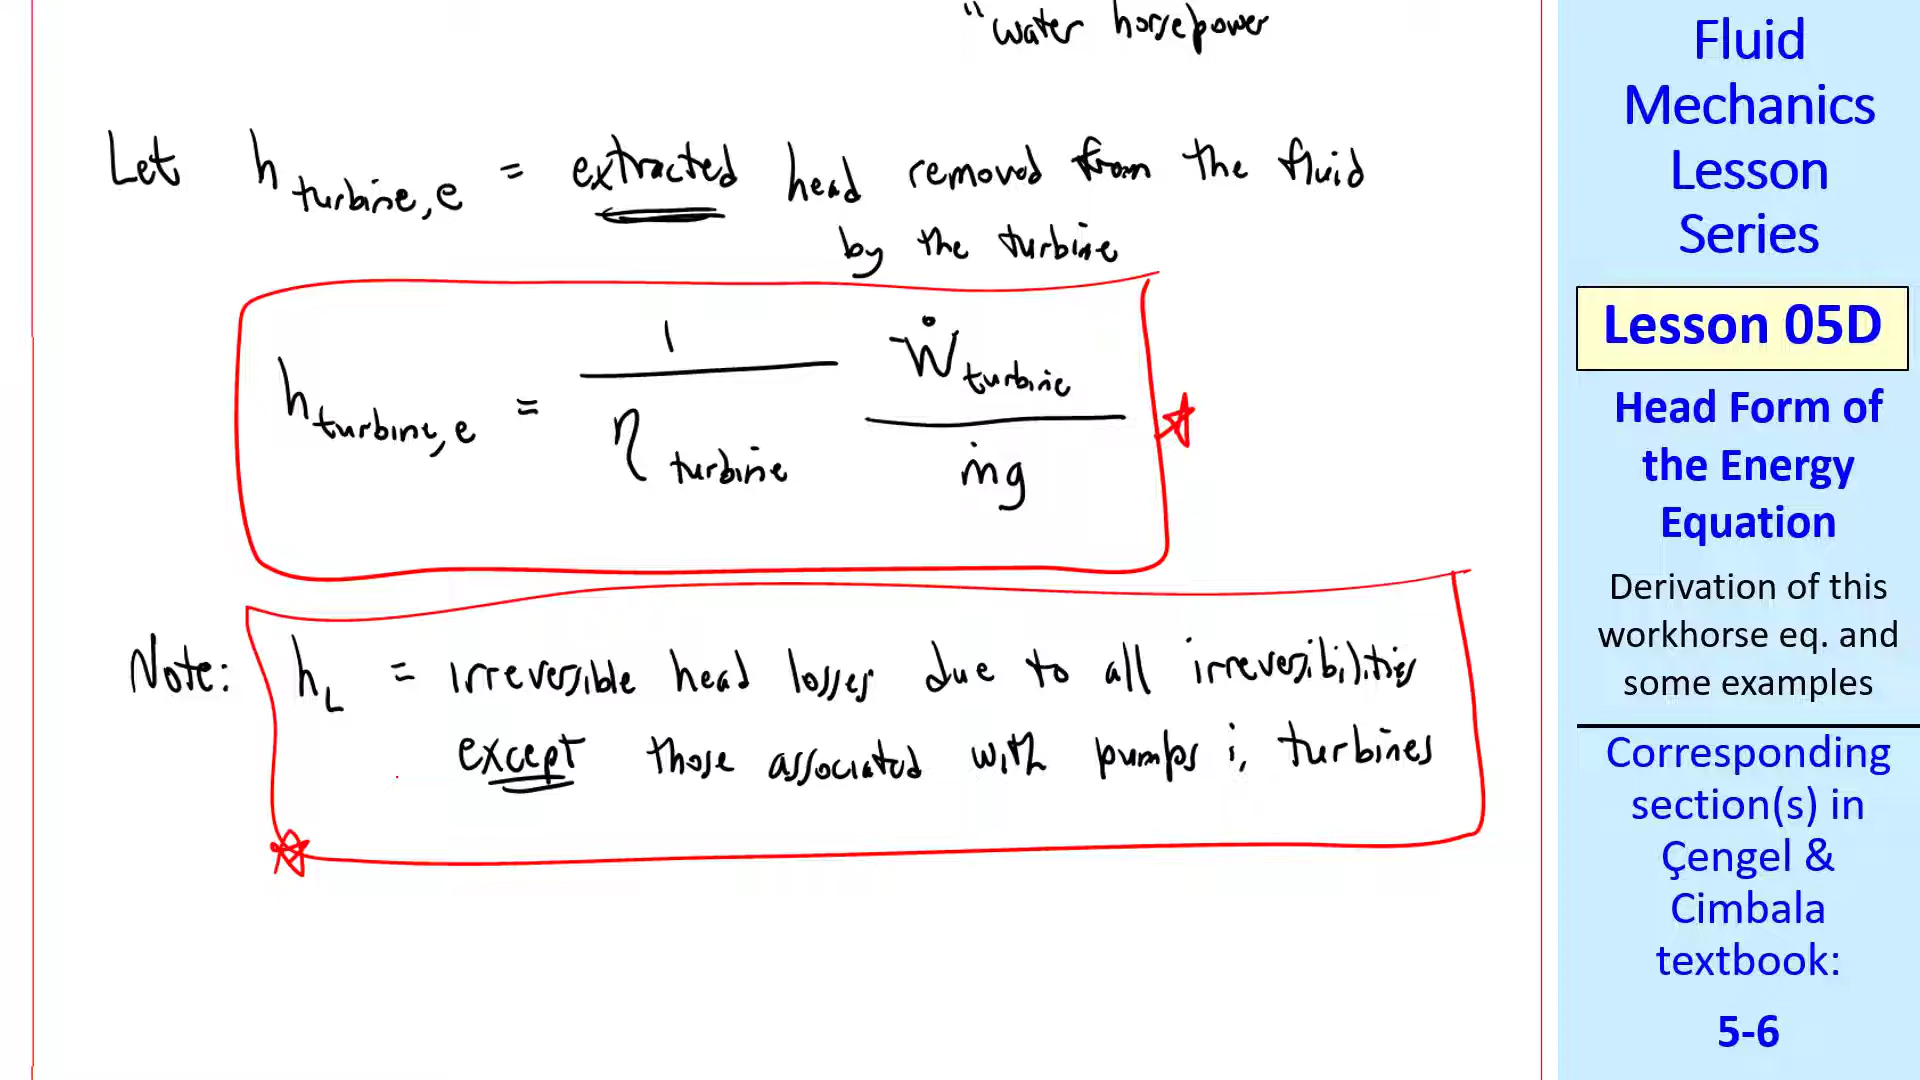 "water horsepower
Let h turbine,e = extracted head removed from the fluid
by the turbine
h turbine,e = 1 / η turbine Ẇ turbine / ṁg
Note: h L = irreversible head losses due to all irreversibilities
except those associated with pumps & turbines
Fluid
Mechanics
Lesson
Series
Lesson 05D
Head Form of
the Energy
Equation
Derivation of this
workhorse eq. and
some examples
Corresponding
section(s) in
Çengel &
Cimbala
textbook:
5-6